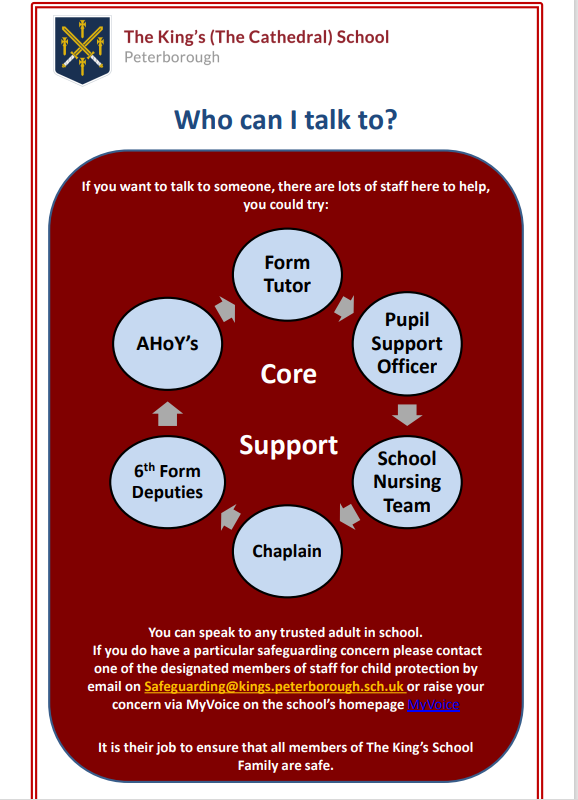 The King's (The Cathedral) School
Peterborough
Who can I talk to?
If you want to talk to someone, there are lots of staff here to help,
you could try:
Form
Tutor
Pupil
Support
Officer
School
Nursing
Team
Chaplain
6th Form
Deputies
AHoY's
Core
Support
You can speak to any trusted adult in school.
If you do have a particular safeguarding concern please contact
one of the designated members of staff for child protection by
email on Safeguarding@kings.peterborough.sch.uk or raise your
concern via MyVoice on the school's homepage MyVoice
It is their job to ensure that all members of The King's School
Family are safe.